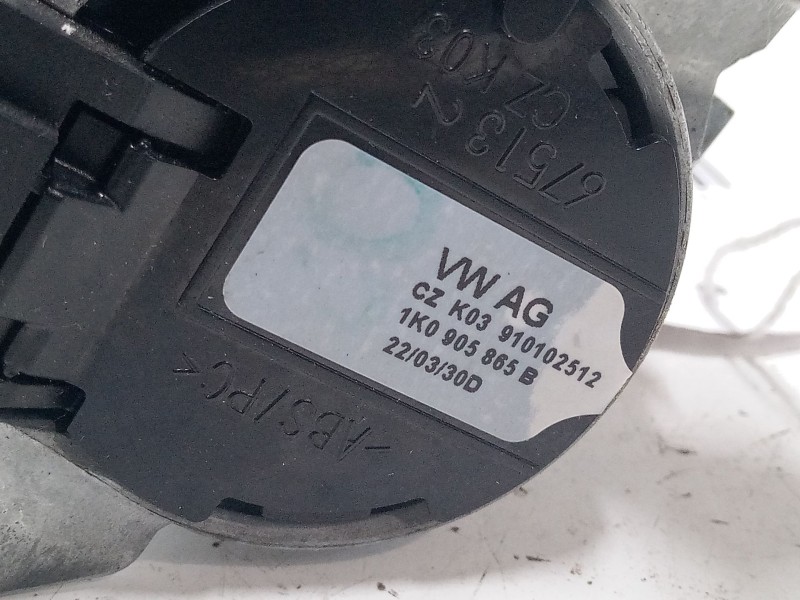 67513 2
CZ K03
VW AG
CZ K03 910102512
1K0 905 865 B
22/03/30D
>ABS/PC<